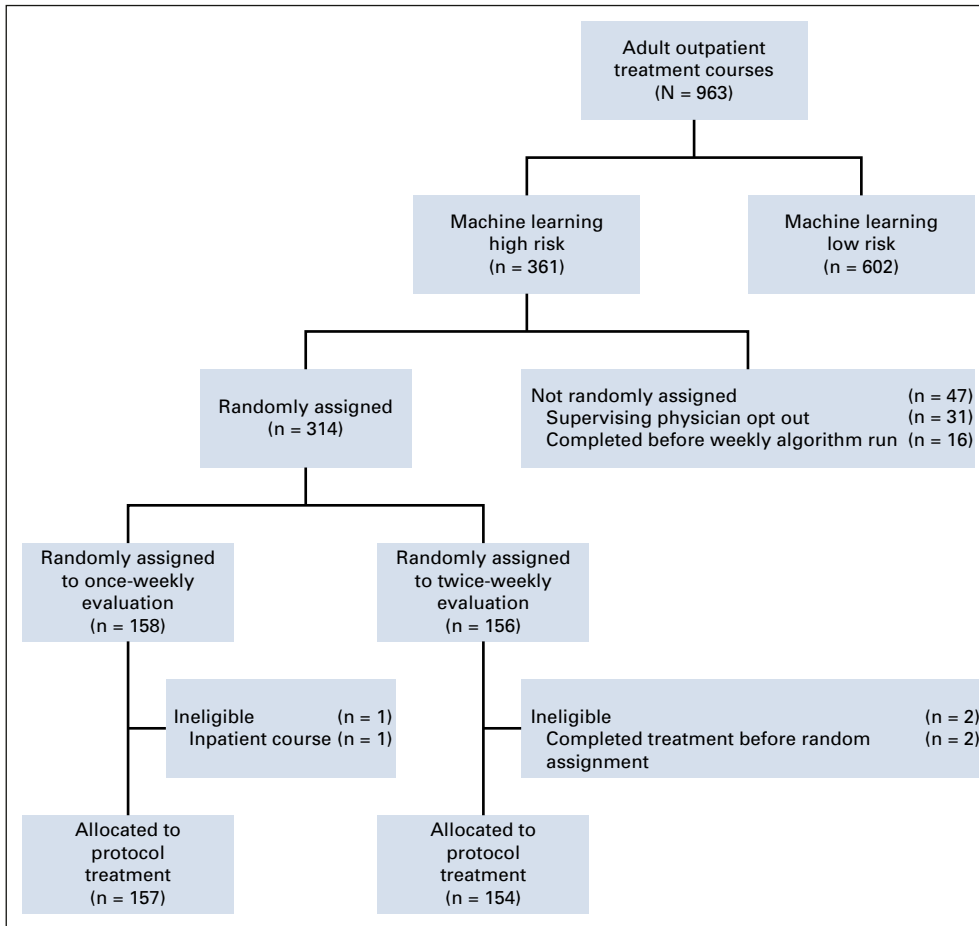 Adult outpatient
treatment courses
(N = 963)
Machine learning
high risk
(n = 361)
Machine learning
low risk
(n = 602)
Randomly assigned
(n = 314)
Not randomly assigned (n = 47)
Supervising physician opt out (n = 31)
Completed before weekly algorithm run (n = 16)
Randomly assigned
to once-weekly
evaluation
(n = 158)
Randomly assigned
to twice-weekly
evaluation
(n = 156)
Ineligible (n = 1)
Inpatient course (n = 1)
Ineligible (n = 2)
Completed treatment before random (n = 2)
assignment
Allocated to
protocol
treatment
(n = 157)
Allocated to
protocol
treatment
(n = 154)